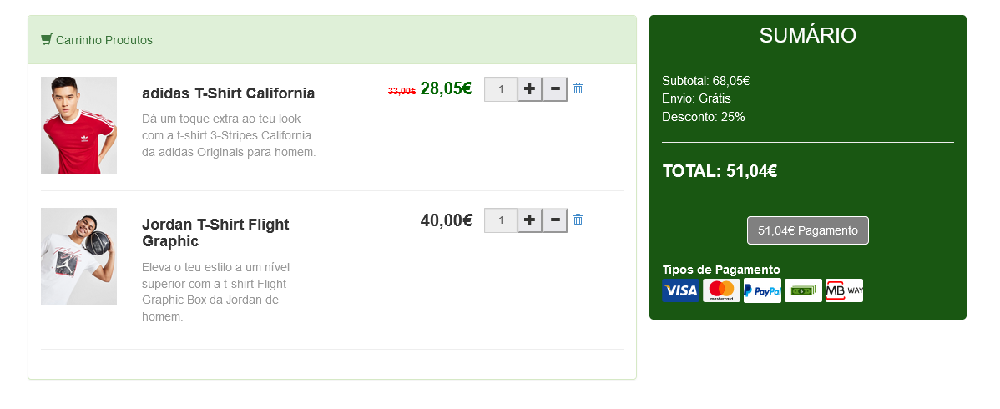 Carrinho Produtos
adidas T-Shirt California
Dá um toque extra ao teu look
com a t-shirt 3-Stripes California
da adidas Originals para homem.
33,00€ 28,05€
1
Jordan T-Shirt Flight
Graphic
Eleva o teu estilo a um nível
superior com a t-shirt Flight
Graphic Box da Jordan de
homem.
40,00€
1
SUMÁRIO
Subtotal: 68,05€
Envio: Grátis
Desconto: 25%
TOTAL: 51,04€
51,04€ Pagamento
Tipos de Pagamento
VISA mastercard PayPal MB WAY